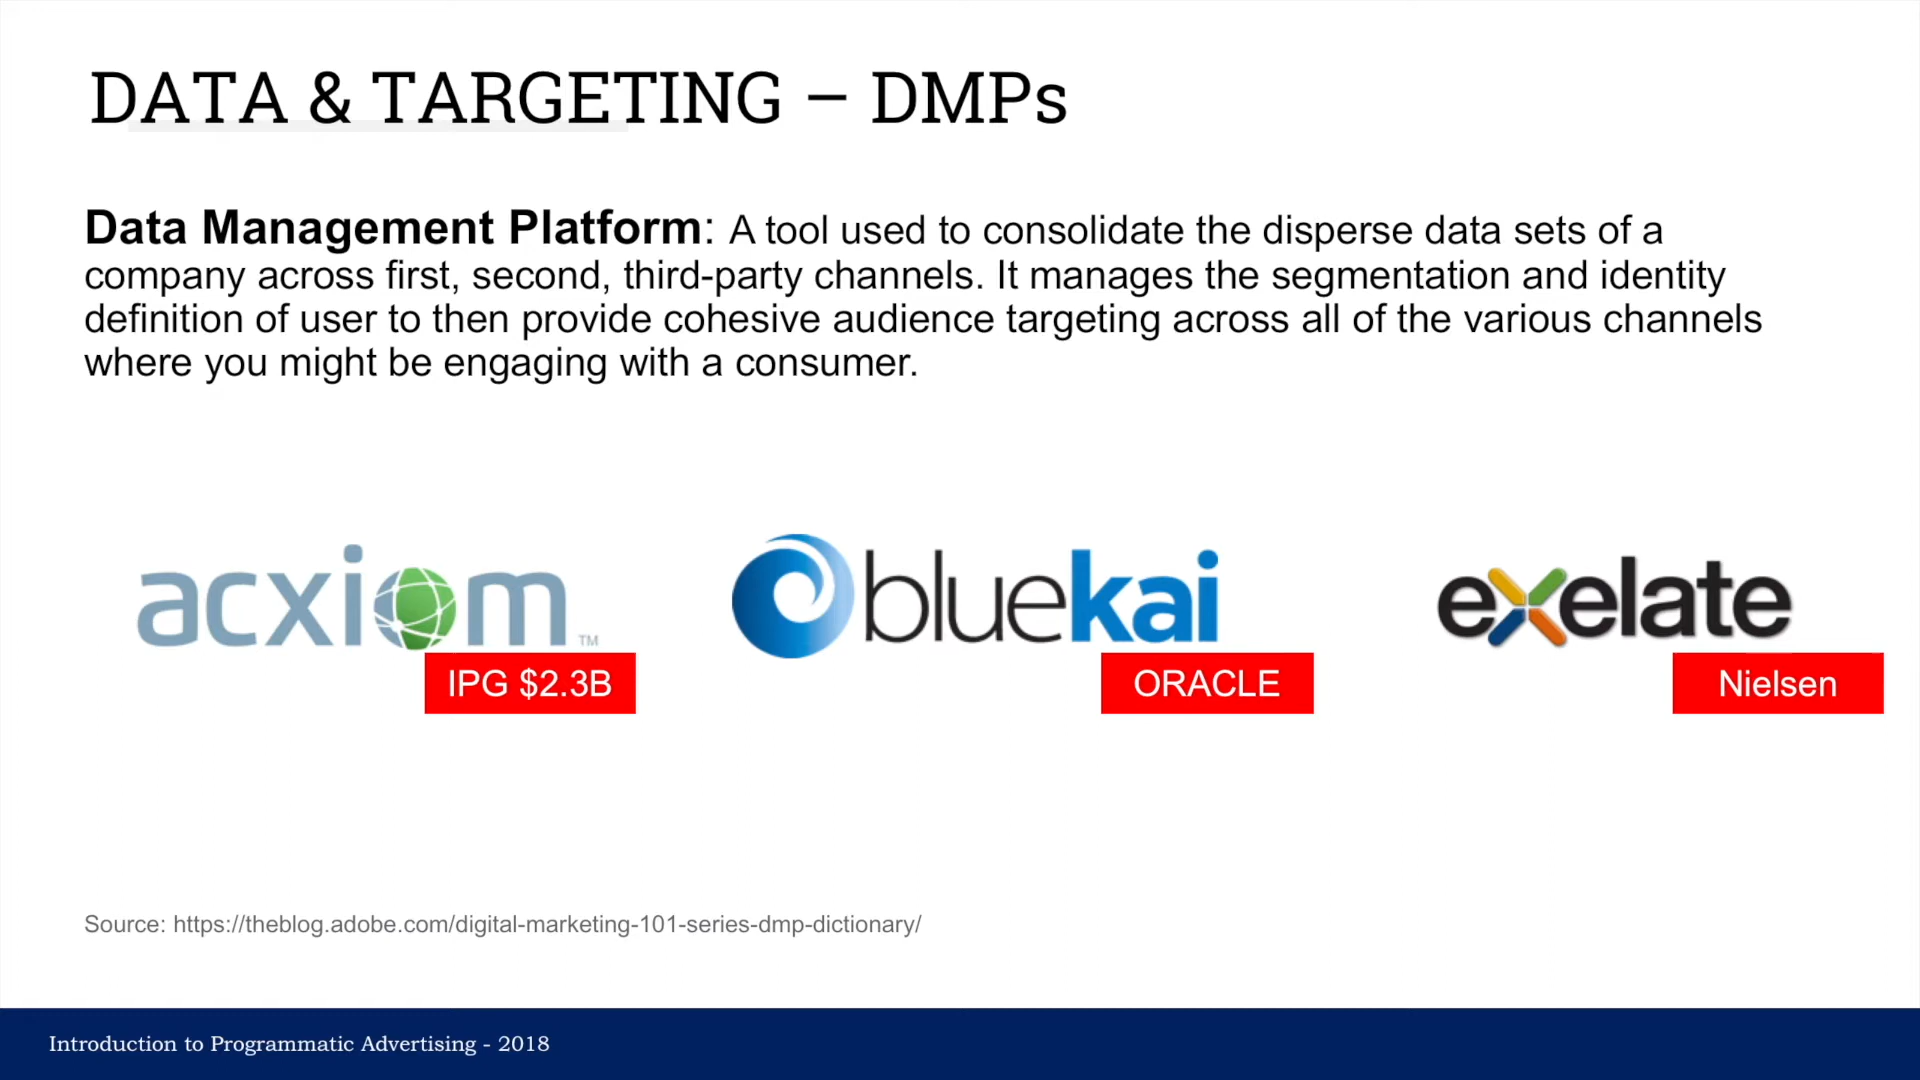 DATA & TARGETING – DMPs
Data Management Platform: A tool used to consolidate the disperse data sets of a
company across first, second, third-party channels. It manages the segmentation and identity
definition of user to then provide cohesive audience targeting across all of the various channels
where you might be engaging with a consumer.
acxiom TM
IPG $2.3B
bluekai
ORACLE
exelate
Nielsen
Source: https://theblog.adobe.com/digital-marketing-101-series-dmp-dictionary/
Introduction to Programmatic Advertising - 2018